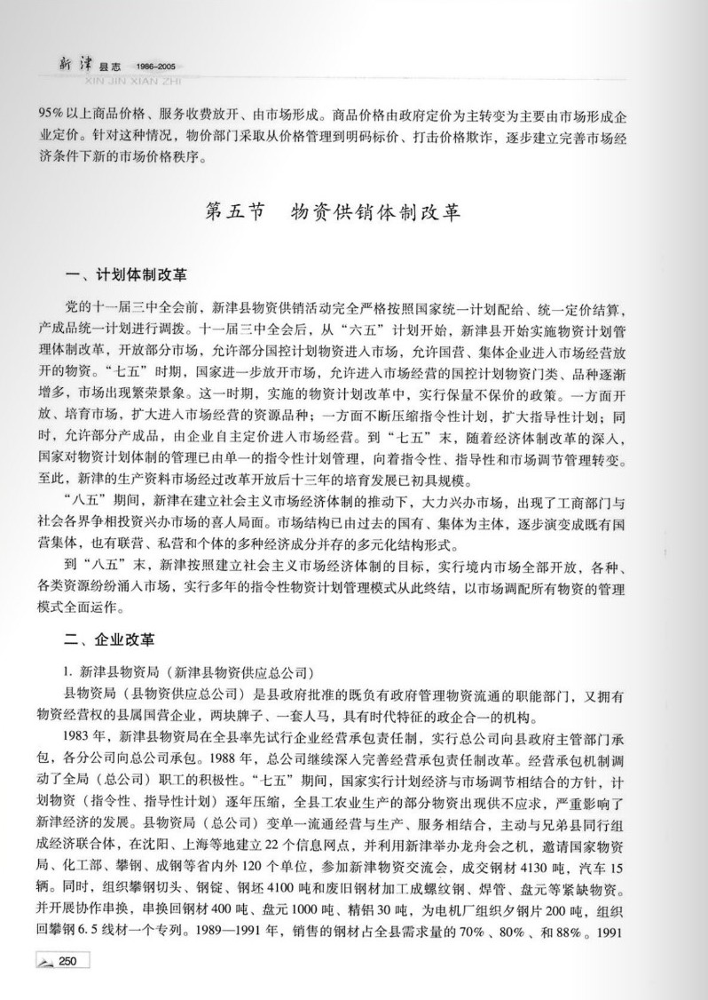 新津县志 1986–2005
XIN JIN XIAN ZHI
95%以上商品价格、服务收费放开、由市场形成。商品价格由政府定价为主转变为主要由市场形成企
业定价。针对这种情况，物价部门采取从价格管理到明码标价、打击价格欺诈，逐步建立完善市场经
济条件下新的市场价格秩序。
第五节 物资供销体制改革
一、计划体制改革
党的十一届三中全会前，新津县物资供销活动完全严格按照国家统一计划配给、统一定价结算，
产成品统一计划进行调拨。十一届三中全会后，从“六五”计划开始，新津县开始实施物资计划管
理体制改革，开放部分市场，允许部分国控计划物资进入市场，允许国营、集体企业进入市场经营放
开的物资。“七五”时期，国家进一步放开市场，允许进入市场经营的国控计划物资门类、品种逐渐
增多，市场出现繁荣景象。这一时期，实施的物资计划改革中，实行保量不保价的政策。一方面开
放、培育市场，扩大进入市场经营的资源品种；一方面不断压缩指令性计划，扩大指导性计划；同
时，允许部分产成品，由企业自主定价进入市场经营。到“七五”末，随着经济体制改革的深入，
国家对物资计划体制的管理已由单一的指令性计划管理，向着指令性、指导性和市场调节管理转变。
至此，新津的生产资料市场经过改革开放后十三年的培育发展已初具规模。
“八五”期间，新津在建立社会主义市场经济体制的推动下，大力兴办市场，出现了工商部门与
社会各界争相投资兴办市场的喜人局面。市场结构已由过去的国有、集体为主体，逐步演变成既有国
营集体，也有联营、私营和个体的多种经济成分并存的多元化结构形式。
到“八五”末，新津按照建立社会主义市场经济体制的目标，实行境内市场全部开放，各种、
各类资源纷纷涌入市场，实行多年的指令性物资计划管理模式从此终结，以市场调配所有物资的管理
模式全面运作。
二、企业改革
1. 新津县物资局（新津县物资供应总公司）
县物资局（县物资供应总公司）是县政府批准的既负有政府管理物资流通的职能部门，又拥有
物资经营权的县属国营企业，两块牌子、一套人马，具有时代特征的政企合一的机构。
1983 年，新津县物资局在全县率先试行企业经营承包责任制，实行总公司向县政府主管部门承
包，各分公司向总公司承包。1988 年，总公司继续深入完善经营承包责任制改革。经营承包机制调
动了全局（总公司）职工的积极性。“七五”期间，国家实行计划经济与市场调节相结合的方针，计
划物资（指令性、指导性计划）逐年压缩，全县工农业生产的部分物资出现供不应求，严重影响了
新津经济的发展。县物资局（总公司）变单一流通经营与生产、服务相结合，主动与兄弟县同行组
成经济联合体，在沈阳、上海等地建立 22 个信息网点，并利用新津举办龙舟会之机，邀请国家物资
局、化工部、攀钢、成钢等省内外 120 个单位，参加新津物资交流会，成交钢材 4130 吨，汽车 15
辆。同时，组织攀钢切头、钢锭、钢坯 4100 吨和废旧钢材加工成螺纹钢、焊管、盘元等紧缺物资。
并开展协作串换，串换回钢材 400 吨、盘元 1000 吨、精铝 30 吨，为电机厂组织夕钢片 200 吨，组织
回攀钢 6.5 线材一个专列。1989—1991 年，销售的钢材占全县需求量的 70%、80%、和 88%。1991
250